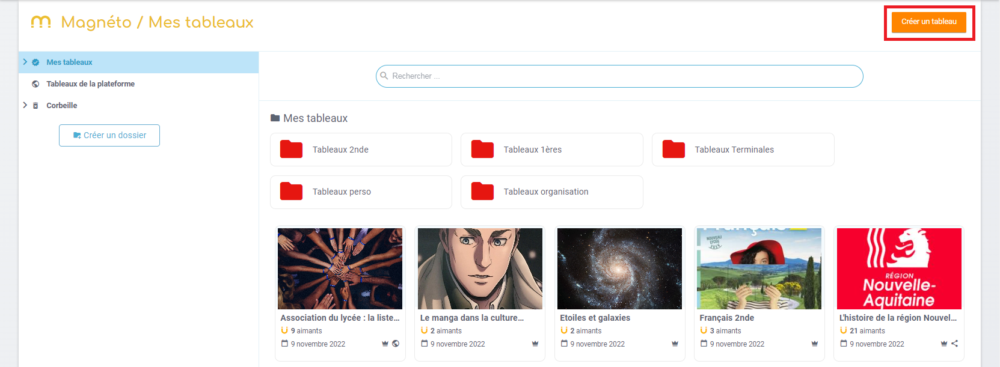 Magnéto / Mes tableaux
Créer un tableau
Mes tableaux
Tableaux de la plateforme
Corbeille
Créer un dossier
Rechercher ...
Mes tableaux
Tableaux 2nde
Tableaux 1ères
Tableaux Terminales
Tableaux perso
Tableaux organisation
NOUVEAU
LYCÉE
2019
RÉGION
Nouvelle-
Aquitaine
Association du lycée : la liste...
9 aimants
9 novembre 2022
Le manga dans la culture...
2 aimants
9 novembre 2022
Etoiles et galaxies
2 aimants
9 novembre 2022
Français 2nde
3 aimants
9 novembre 2022
L'histoire de la région Nouvel...
21 aimants
9 novembre 2022